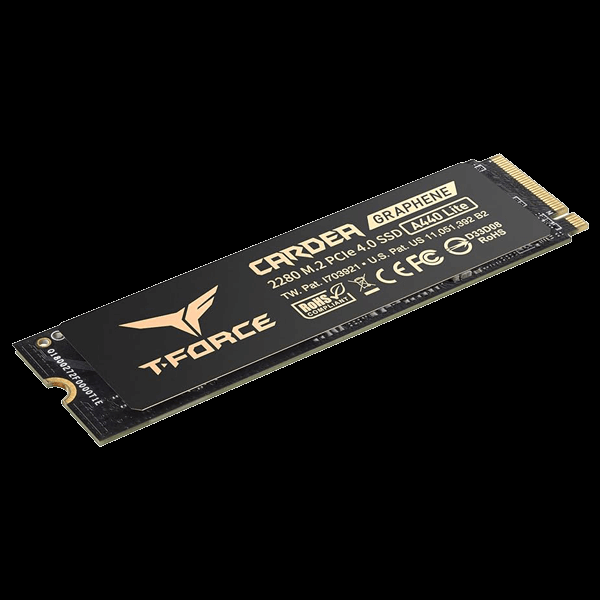 CARDEA GRAPHENE
2280 M.2 PCIe 4.0 SSD A440 Lite
TW. Pat. I703921 • U.S. Pat. US 11,051,392 B2
RoHS COMPLIANT CE FC D33D08 RoHS
T-FORCE
01800272F0000T1E